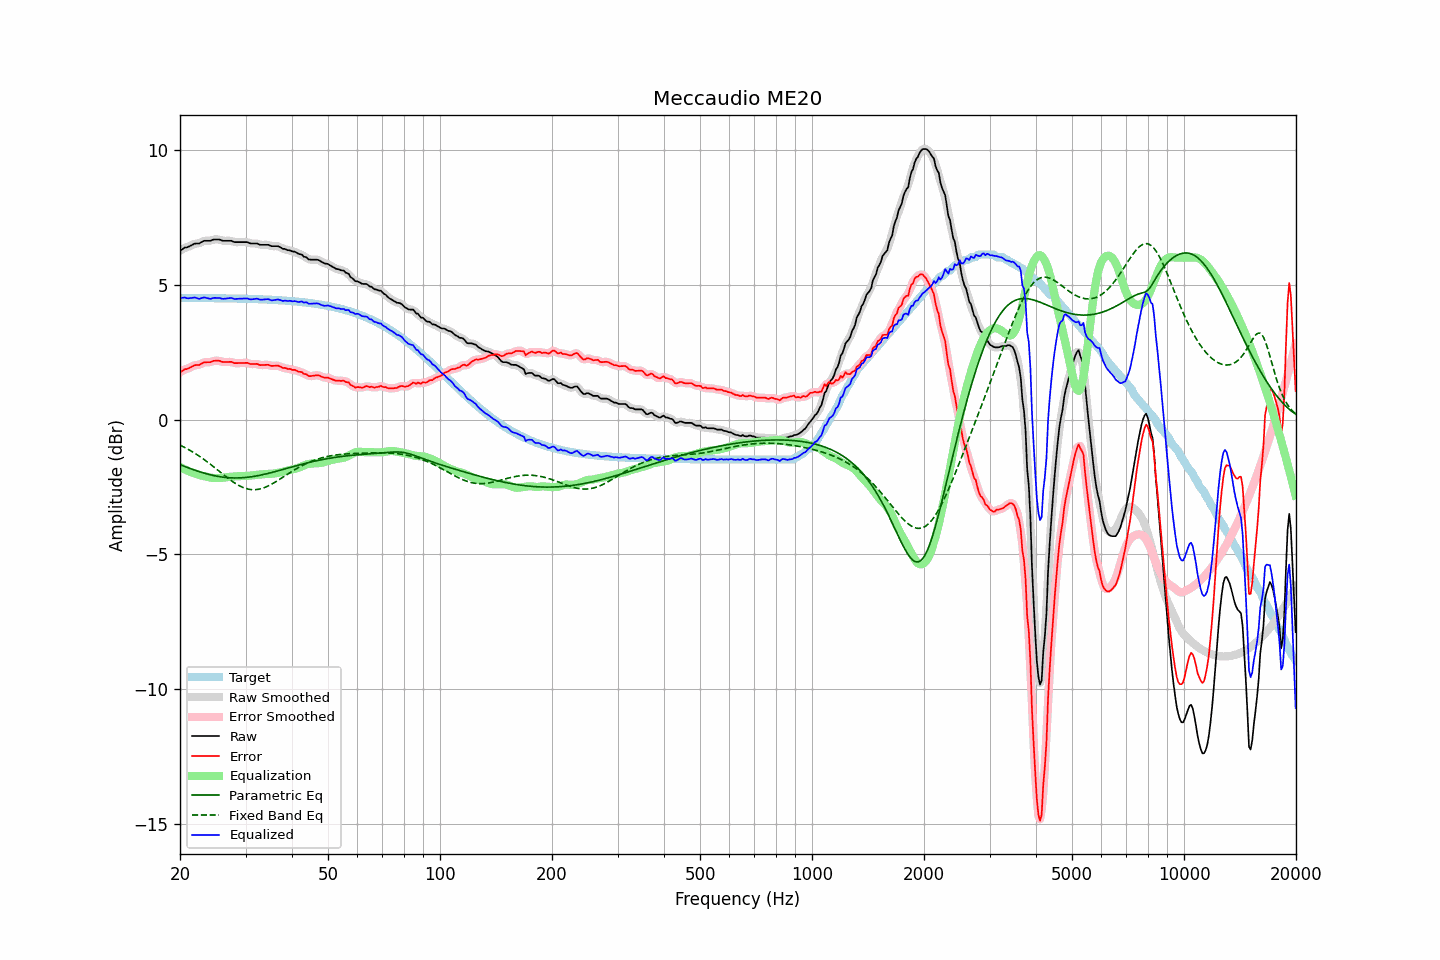 Meccaudio ME20
Amplitude (dBr)
10
5
0
−5
−10
−15
Target
Raw Smoothed
Error Smoothed
Raw
Error
Equalization
Parametric Eq
Fixed Band Eq
Equalized
20 50 100 200 500 1000 2000 5000 10000 20000
Frequency (Hz)